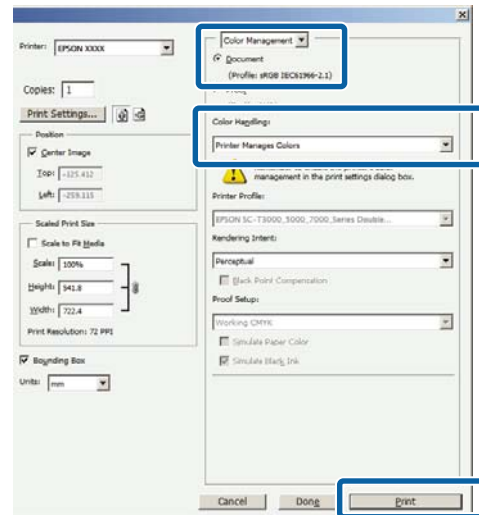 Printer: EPSON XXXX
Copies: 1
Print Settings...
Position
Center Image
Top: -125.412
Left: -259.115
Scaled Print Size
Scale to Fit Media
Scale: 100%
Height: 541.8
Width: 722.4
Print Resolution: 72 PPI
Bounding Box
Units: mm
Color Management
Document
(Profile: sRGB IEC61966-2.1)
Color Handling:
Printer Manages Colors
management in the print settings dialog box.
Printer Profile:
EPSON SC-T3000_5000_7000_Series Double...
Rendering Intent:
Perceptual
Black Point Compensation
Proof Setup:
Working CMYK
Simulate Paper Color
Simulate Black Ink
Cancel
Done
Print